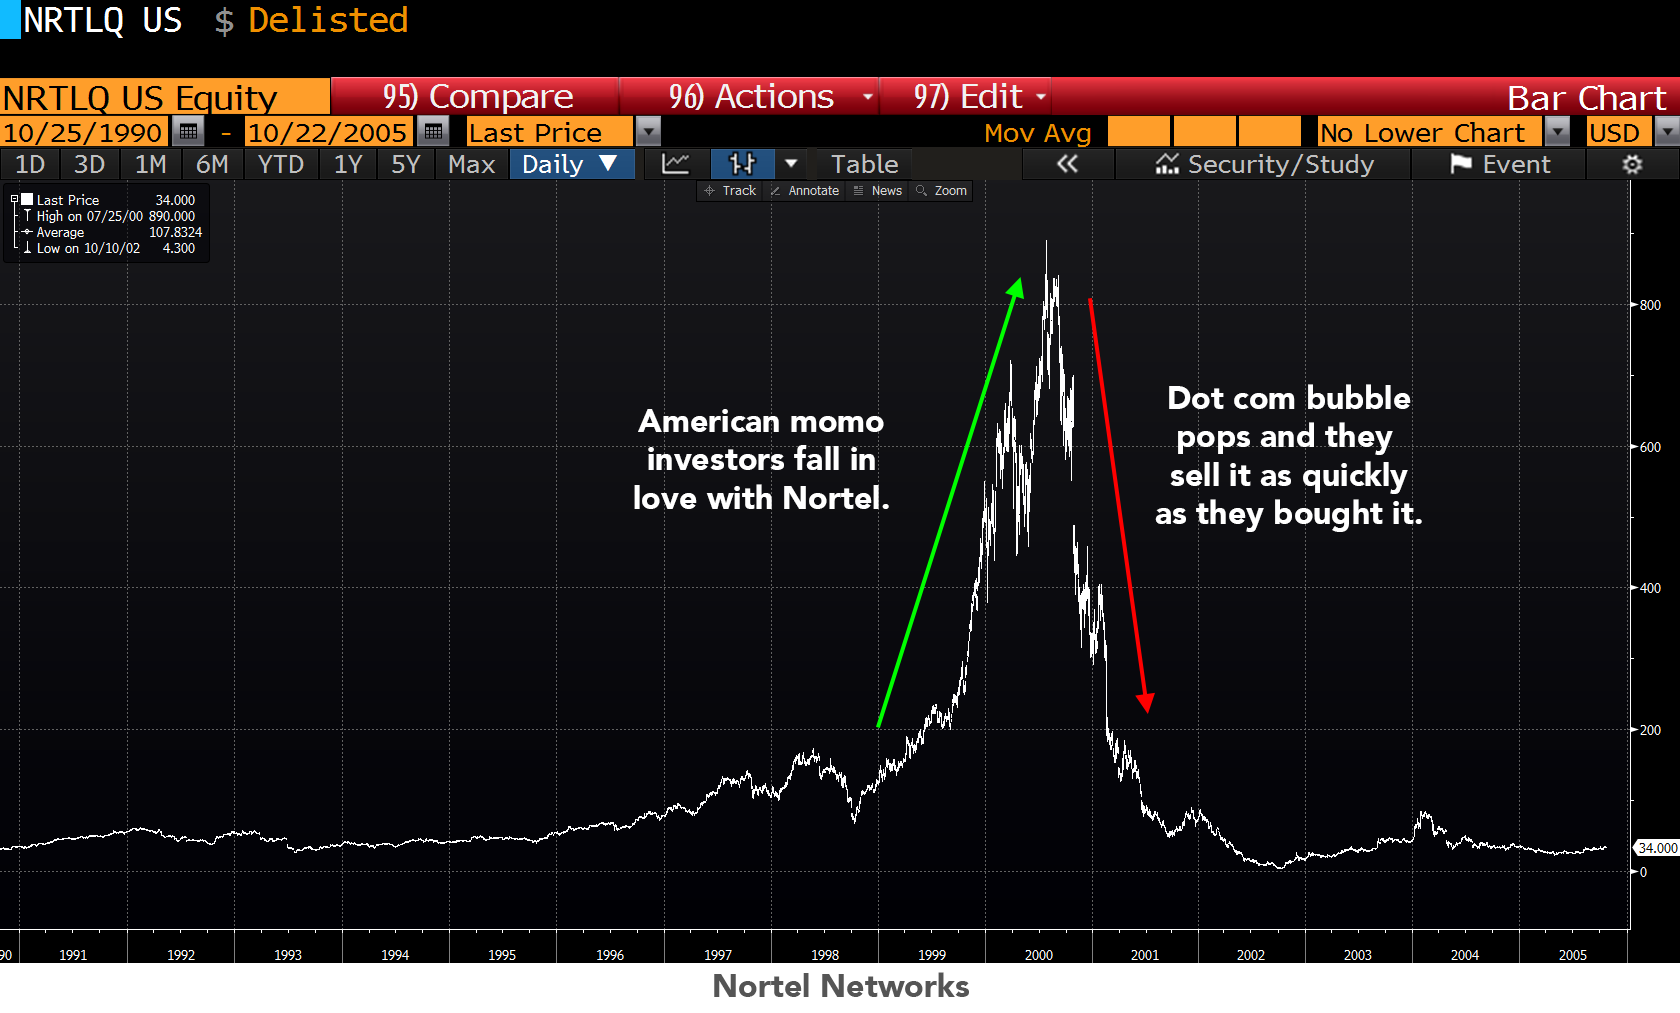 NRTLQ US $ Delisted
NRTLQ US Equity 95) Compare 96) Actions 97) Edit Bar Chart
10/25/1990 - 10/22/2005 Last Price Mov Avg No Lower Chart USD
1D 3D 1M 6M YTD 1Y 5Y Max Daily ▼ Table « Security/Study Event
Track Annotate News Zoom
Last Price 34.000
High on 07/25/00 890.000
Average 107.8324
Low on 10/10/02 4.300
800
American momo
investors fall in
love with Nortel.
Dot com bubble
pops and they
sell it as quickly
as they bought it.
600
400
200
34.000
0
90 1991 1992 1993 1994 1995 1996 1997 1998 1999 2000 2001 2002 2003 2004 2005
Nortel Networks